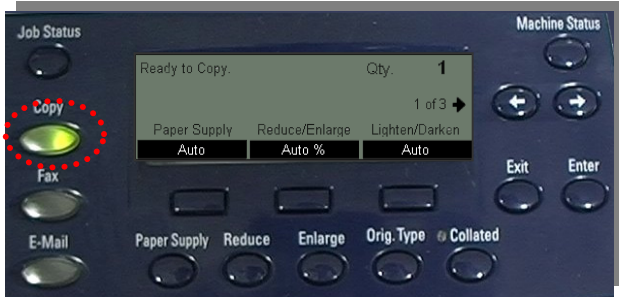 Job Status
Machine Status
Ready to Copy.
Qty. 1
1 of 3
Copy
Paper Supply Reduce/Enlarge Lighten/Darken
Auto Auto % Auto
Fax
Exit Enter
E-Mail
Paper Supply Reduce Enlarge Orig. Type Collated